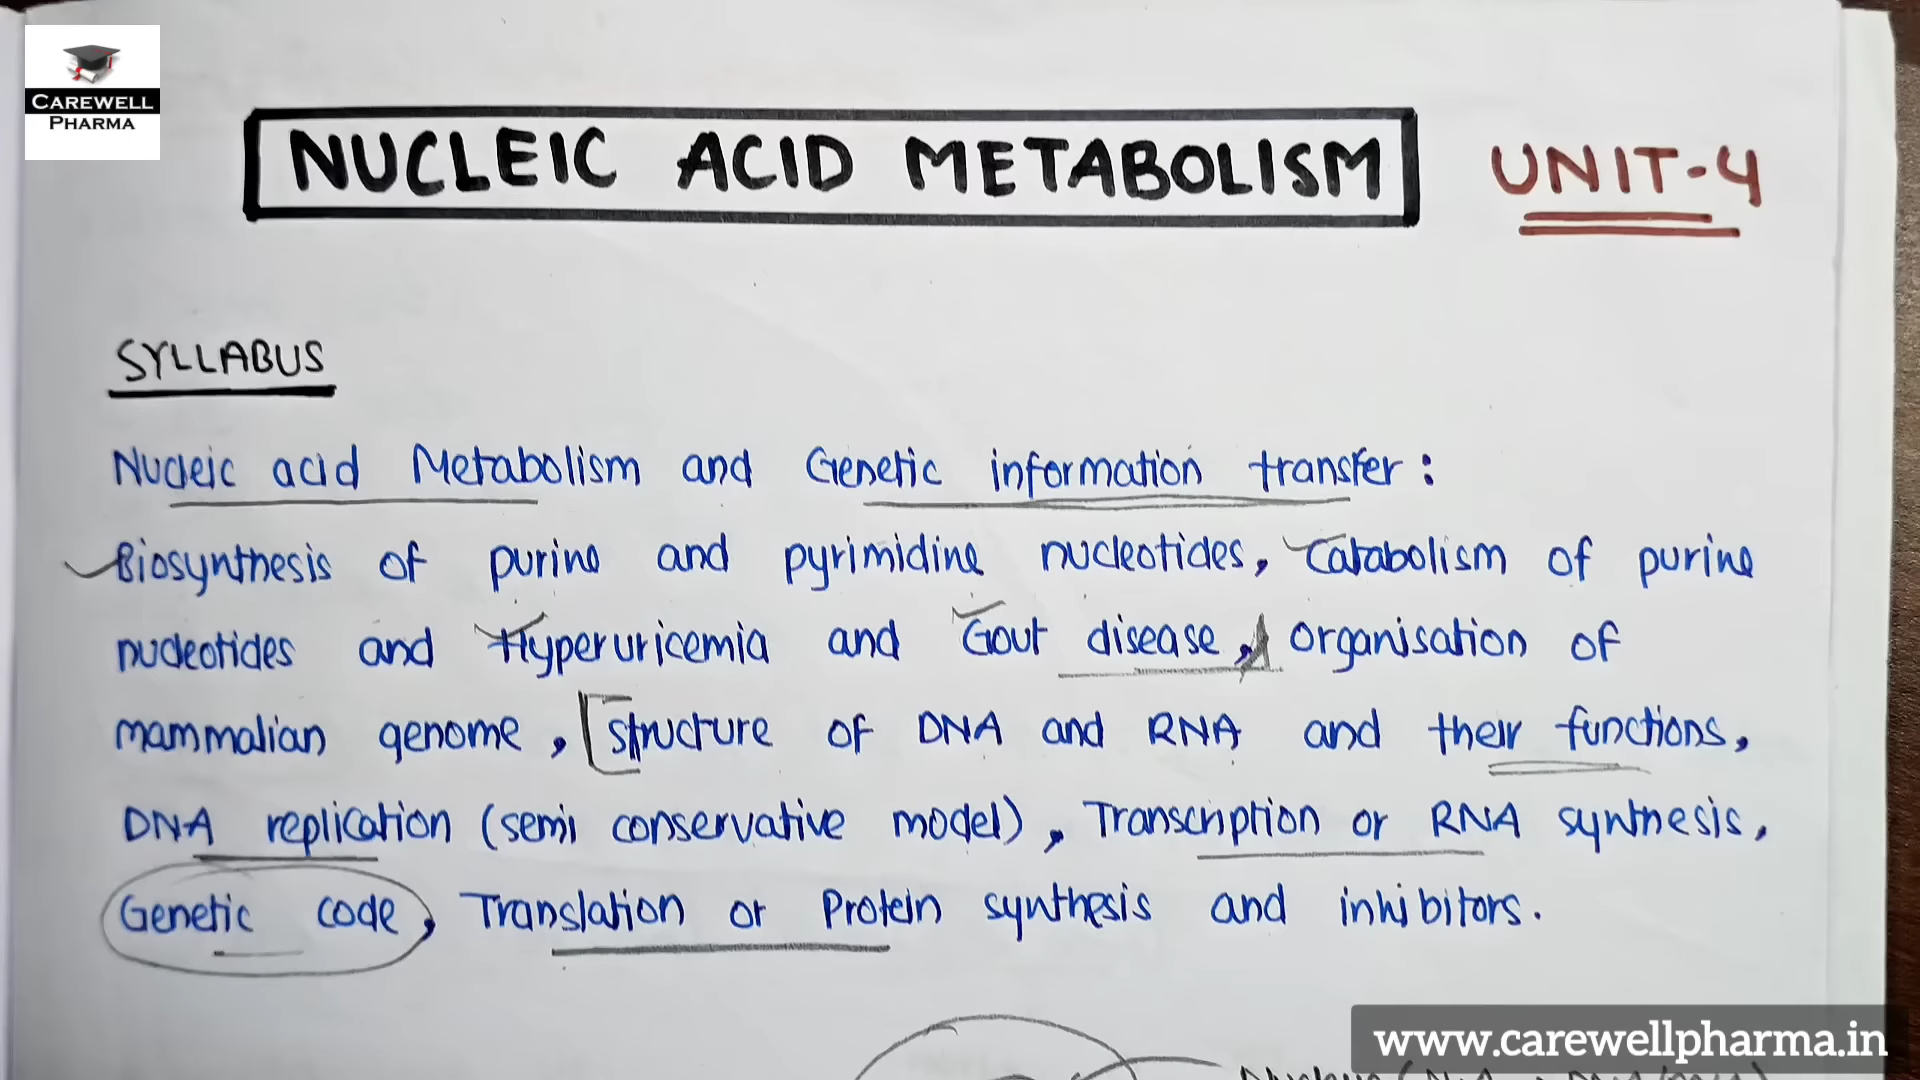 CAREWELL
PHARMA
NUCLEIC ACID METABOLISM
UNIT-4
SYLLABUS
Nucleic acid Metabolism and Genetic information transfer:
Biosynthesis of purine and pyrimidine nucleotides, Catabolism of purine
nucleotides and Hyperuricemia and Gout disease, organisation of
mammalian genome, structure of DNA and RNA and their functions,
DNA replication (semi conservative model), Transcription or RNA synthesis,
Genetic code, Translation or Protein synthesis and inhibitors.
www.carewellpharma.in